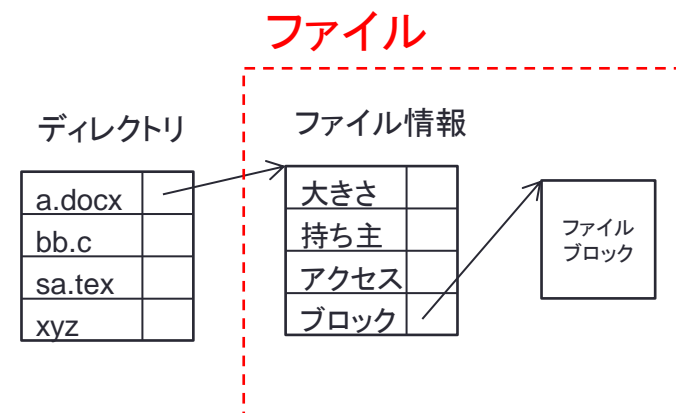 ファイル
ディレクトリ
a.docx
bb.c
sa.tex
xyz
ファイル情報
大きさ
持ち主
アクセス
ブロック
ファイル
ブロック